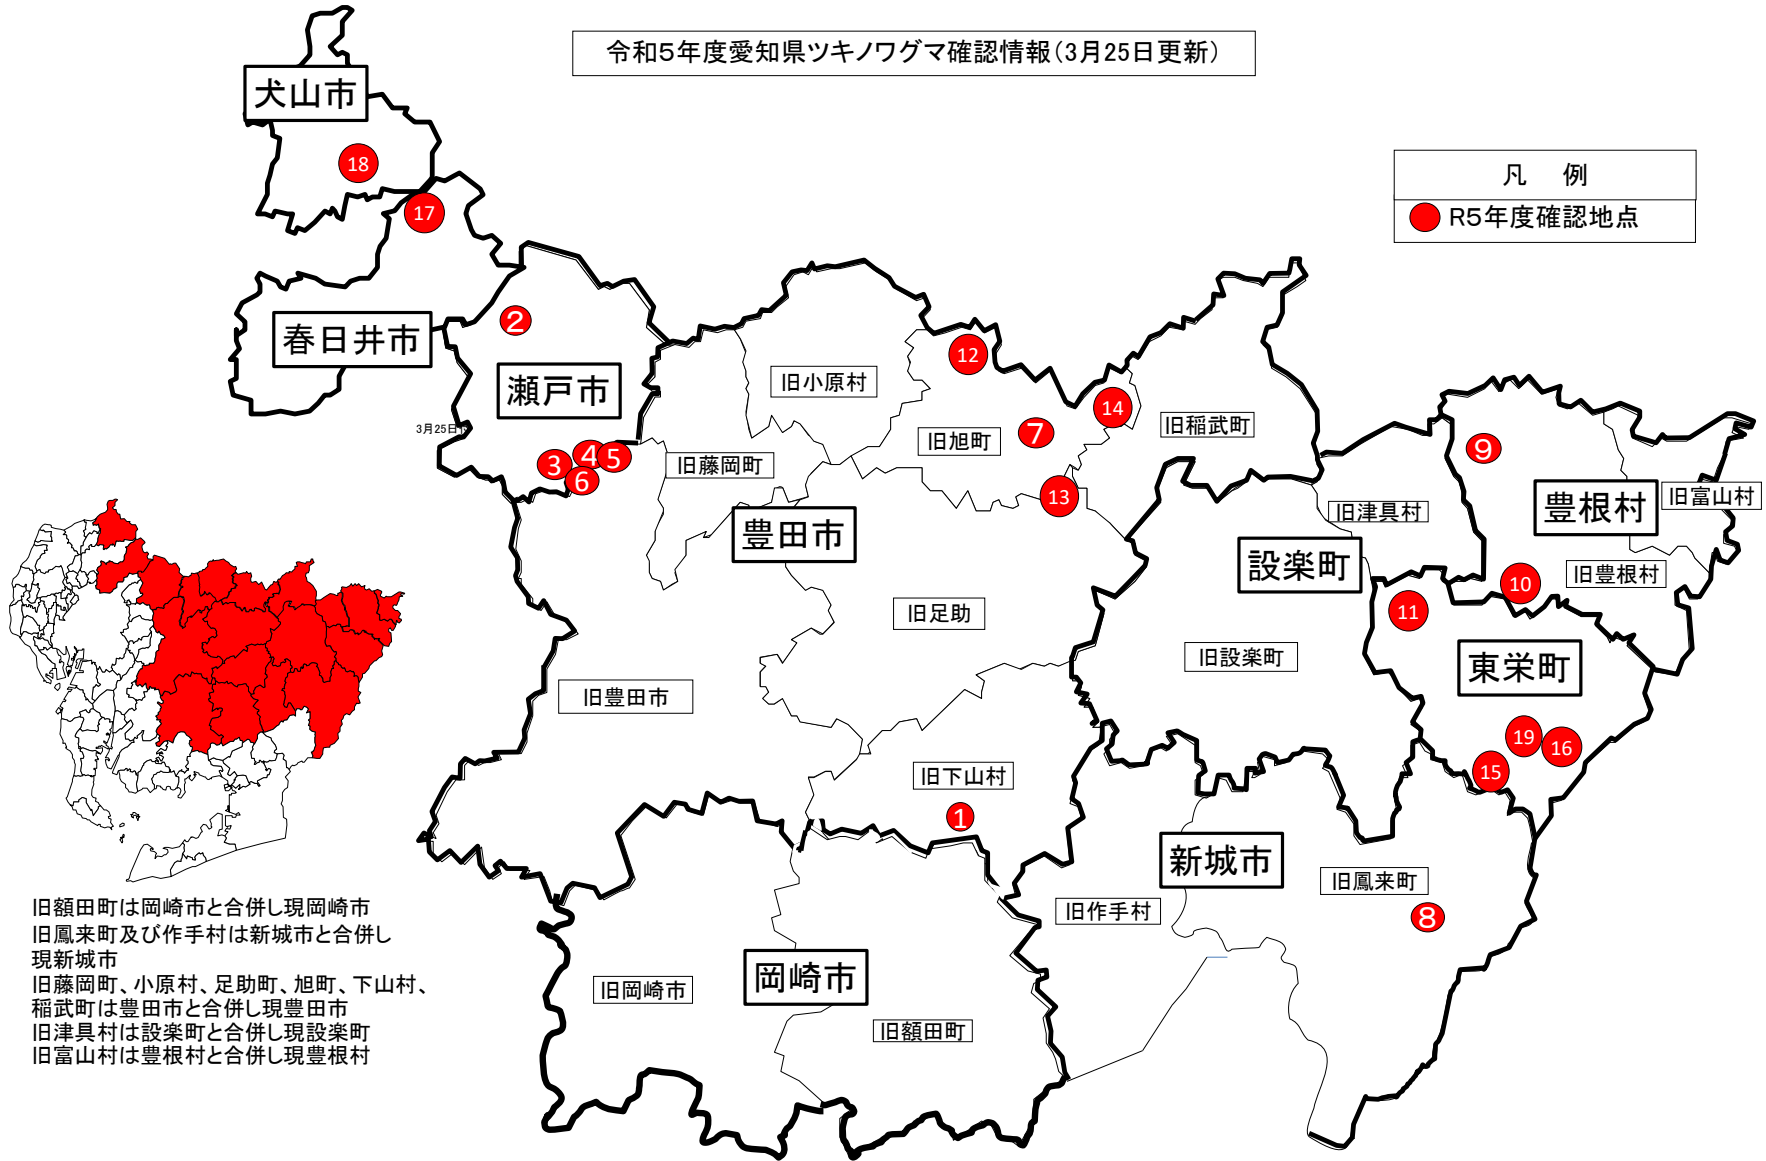 令和5年度愛知県ツキノワグマ確認情報(3月25日更新)
犬山市
18
凡 例
R5年度確認地点
17
春日井市
2
瀬戸市
3月25日
3
4
5
6
旧小原村
12
旧旭町
7
14
旧稲武町
旧藤岡町
13
豊田市
9
旧富山村
豊根村
旧津具村
設楽町
10
旧豊根村
11
旧足助
旧設楽町
東栄町
旧豊田市
19
16
15
旧下山村
1
新城市
旧鳳来町
8
旧作手村
岡崎市
旧岡崎市
旧額田町
旧額田町は岡崎市と合併し現岡崎市
旧鳳来町及び作手村は新城市と合併し
現新城市
旧藤岡町、小原村、足助町、旭町、下山村、
稲武町は豊田市と合併し現豊田市
旧津具村は設楽町と合併し現設楽町
旧富山村は豊根村と合併し現豊根村